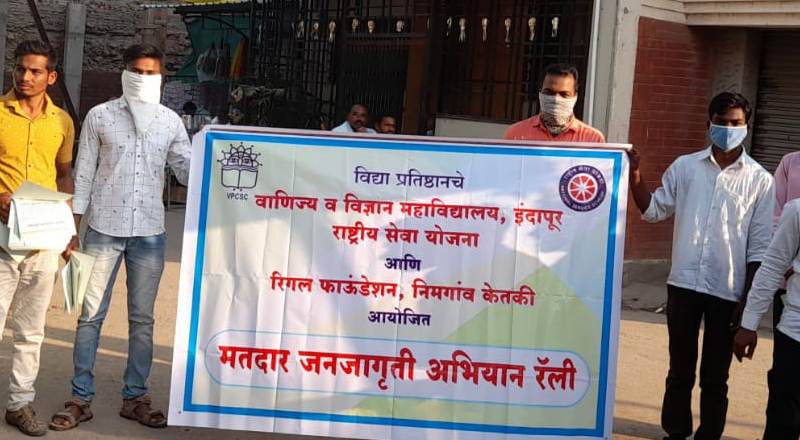 VPCSC
विद्या प्रतिष्ठानचे
वाणिज्य व विज्ञान महाविद्यालय, इंदापूर
राष्ट्रीय सेवा योजना
आणि
रिगल फाऊंडेशन, निमगांव केतकी
आयोजित
मतदार जनजागृती अभियान रॅली